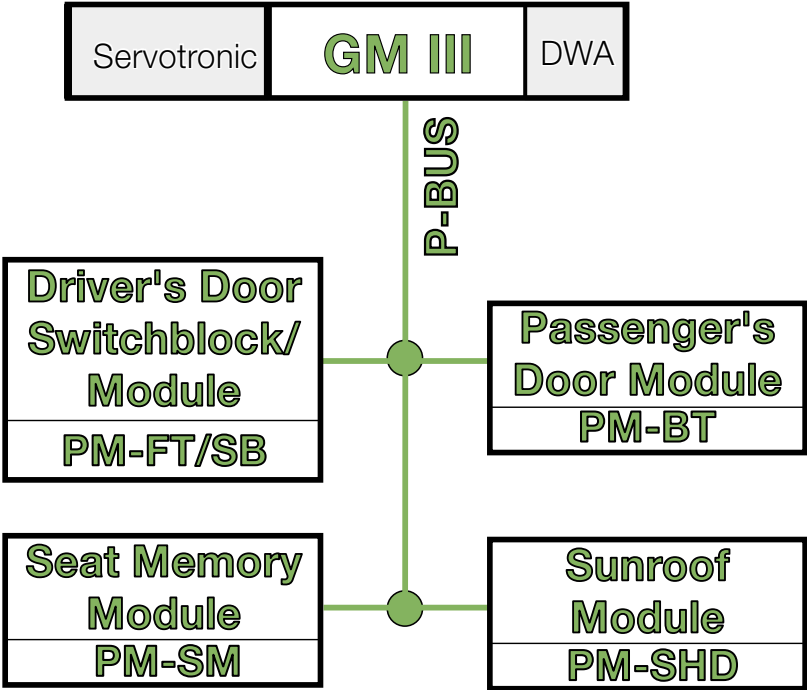 Servotronic
GM III
DWA
P-BUS
Driver's Door
Switchblock/
Module
PM-FT/SB
Passenger's
Door Module
PM-BT
Seat Memory
Module
PM-SM
Sunroof
Module
PM-SHD